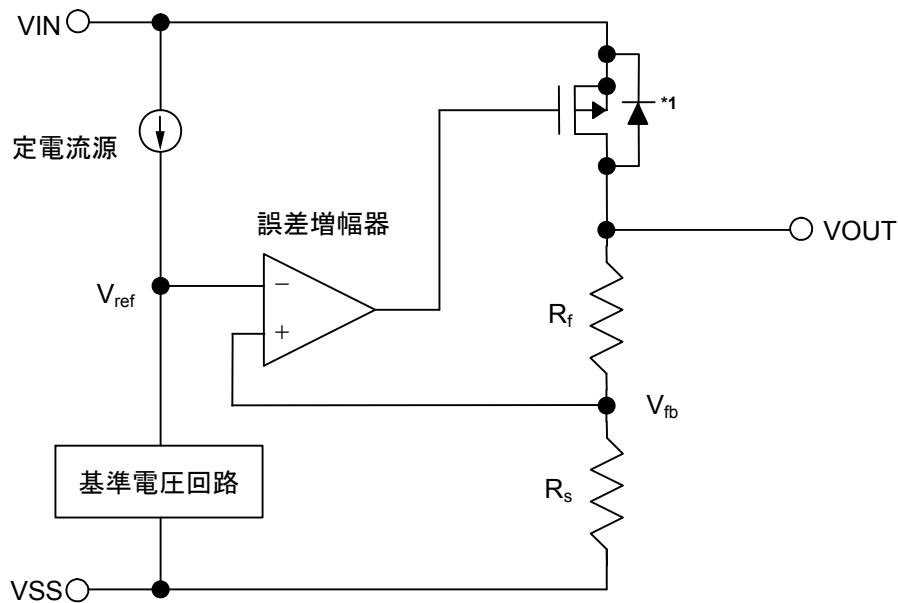 VIN
*1
定電流源
誤差増幅器
VOUT
Vref
−
+
Rf
Vfb
基準電圧回路
Rs
VSS